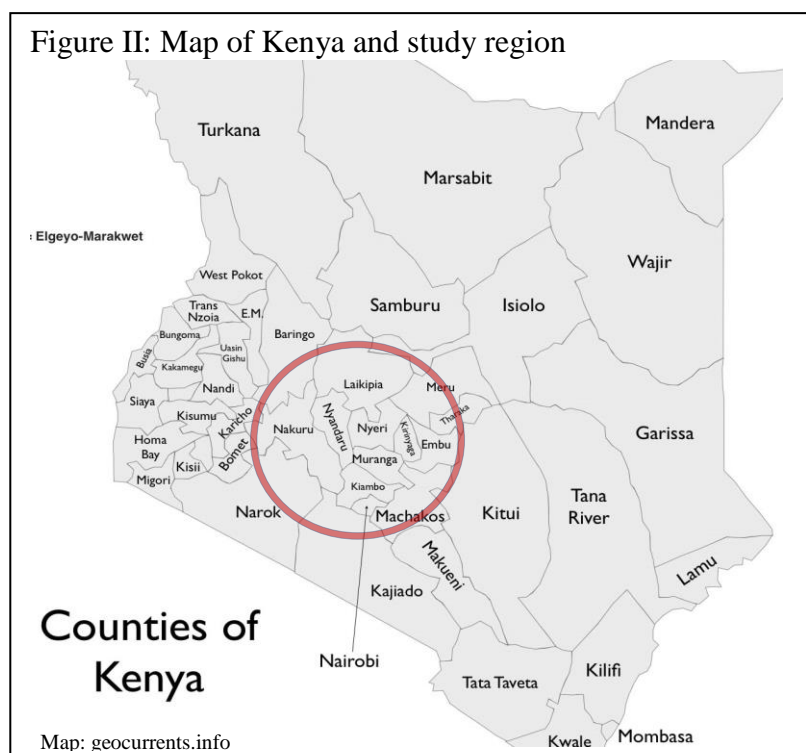 Figure II: Map of Kenya and study region
Turkana
Mandera
Marsabit
: Elgeyo-Marakwet
Wajir
West Pokot
Samburu
Isiolo
Trans
Nzoia
E.M.
Baringo
Bungoma
Uasin
Gishu
Busia
Kakamegu
Laikipia
Meru
Nandi
Tharaka
Siaya
Karicho
Nyandaru
Kisumu
Nakuru
Nyeri
Kirinyaga
Embu
Garissa
Homa
Bay
Bomet
Muranga
Kisii
Migori
Kiambo
Narok
Machakos
Kitui
Tana
River
Makueni
Lamu
Kajiado
Counties of
Kenya
Nairobi
Kilifi
Tata Taveta
Map: geocurrents.info
Kwale
Mombasa